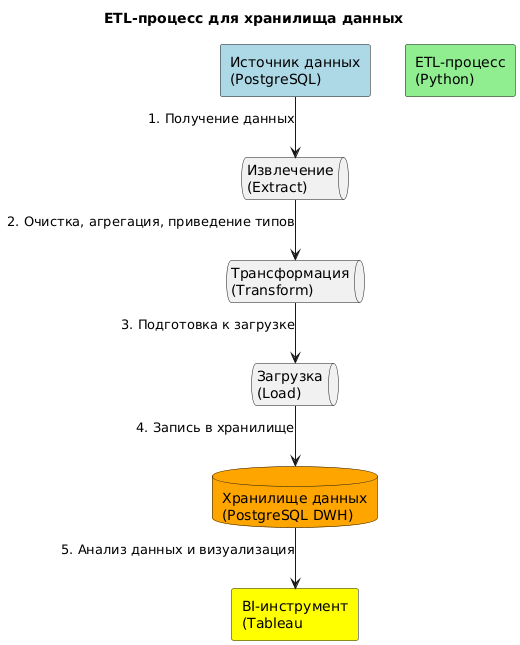 ETL-процесс для хранилища данных
Источник данных
(PostgreSQL)
ETL-процесс
(Python)
1. Получение данных
Извлечение
(Extract)
2. Очистка, агрегация, приведение типов
Трансформация
(Transform)
3. Подготовка к загрузке
Загрузка
(Load)
4. Запись в хранилище
Хранилище данных
(PostgreSQL DWH)
5. Анализ данных и визуализация
BI-инструмент
(Tableau